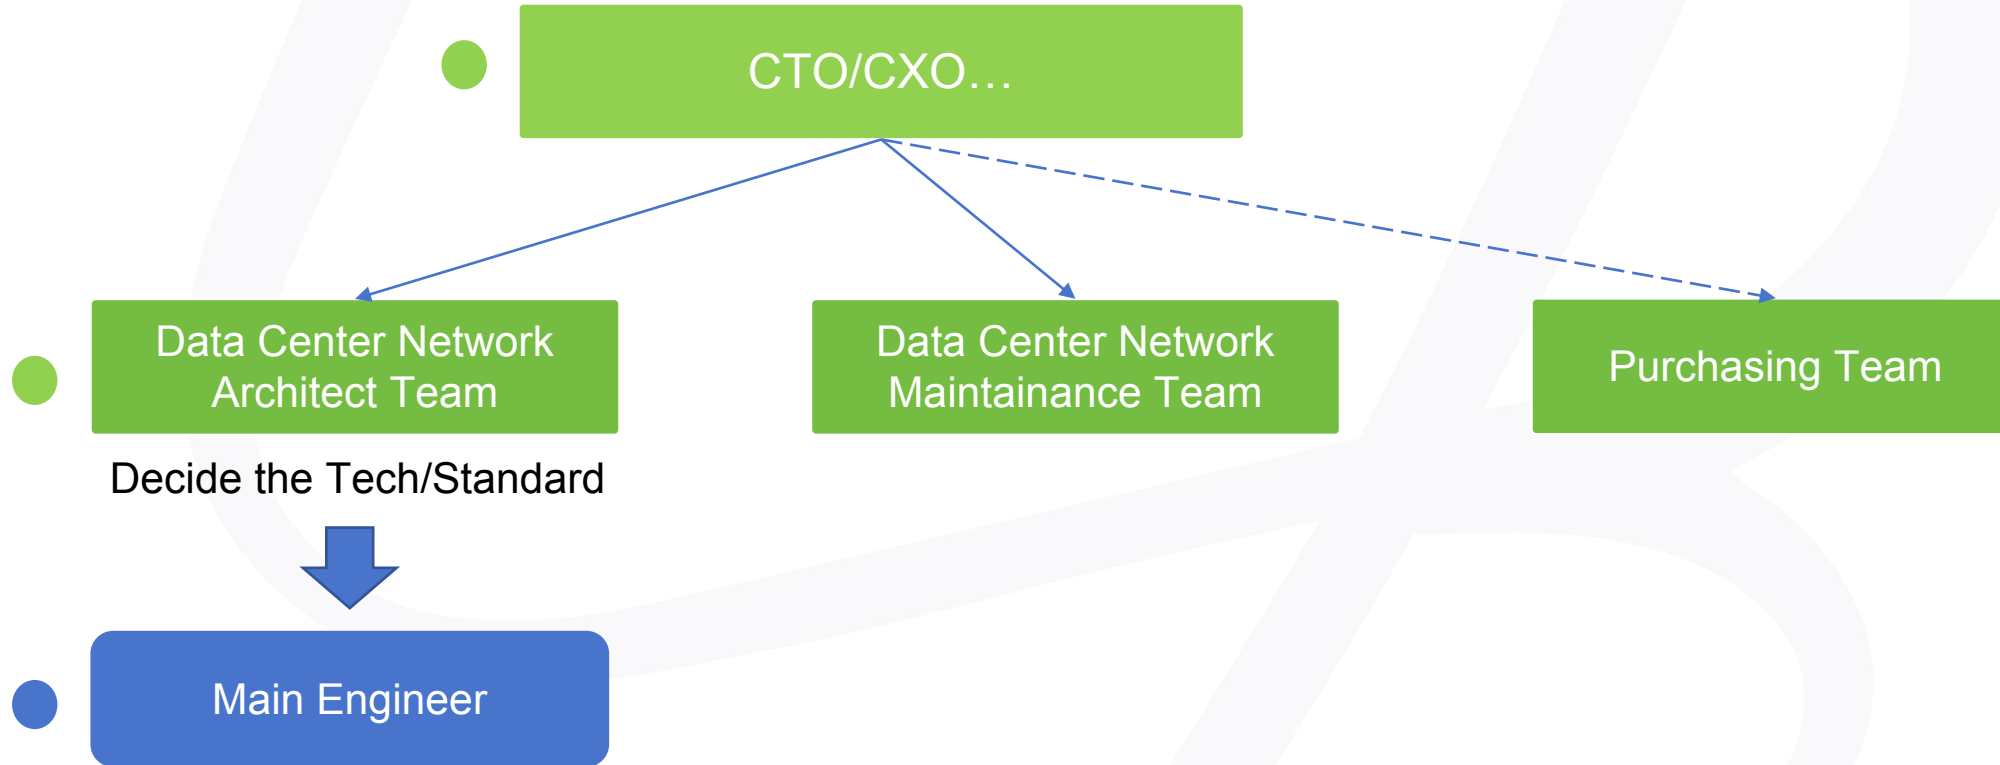 CTO/CXO…
Data Center Network
Architect Team
Data Center Network
Maintainance Team
Purchasing Team
Decide the Tech/Standard
Main Engineer